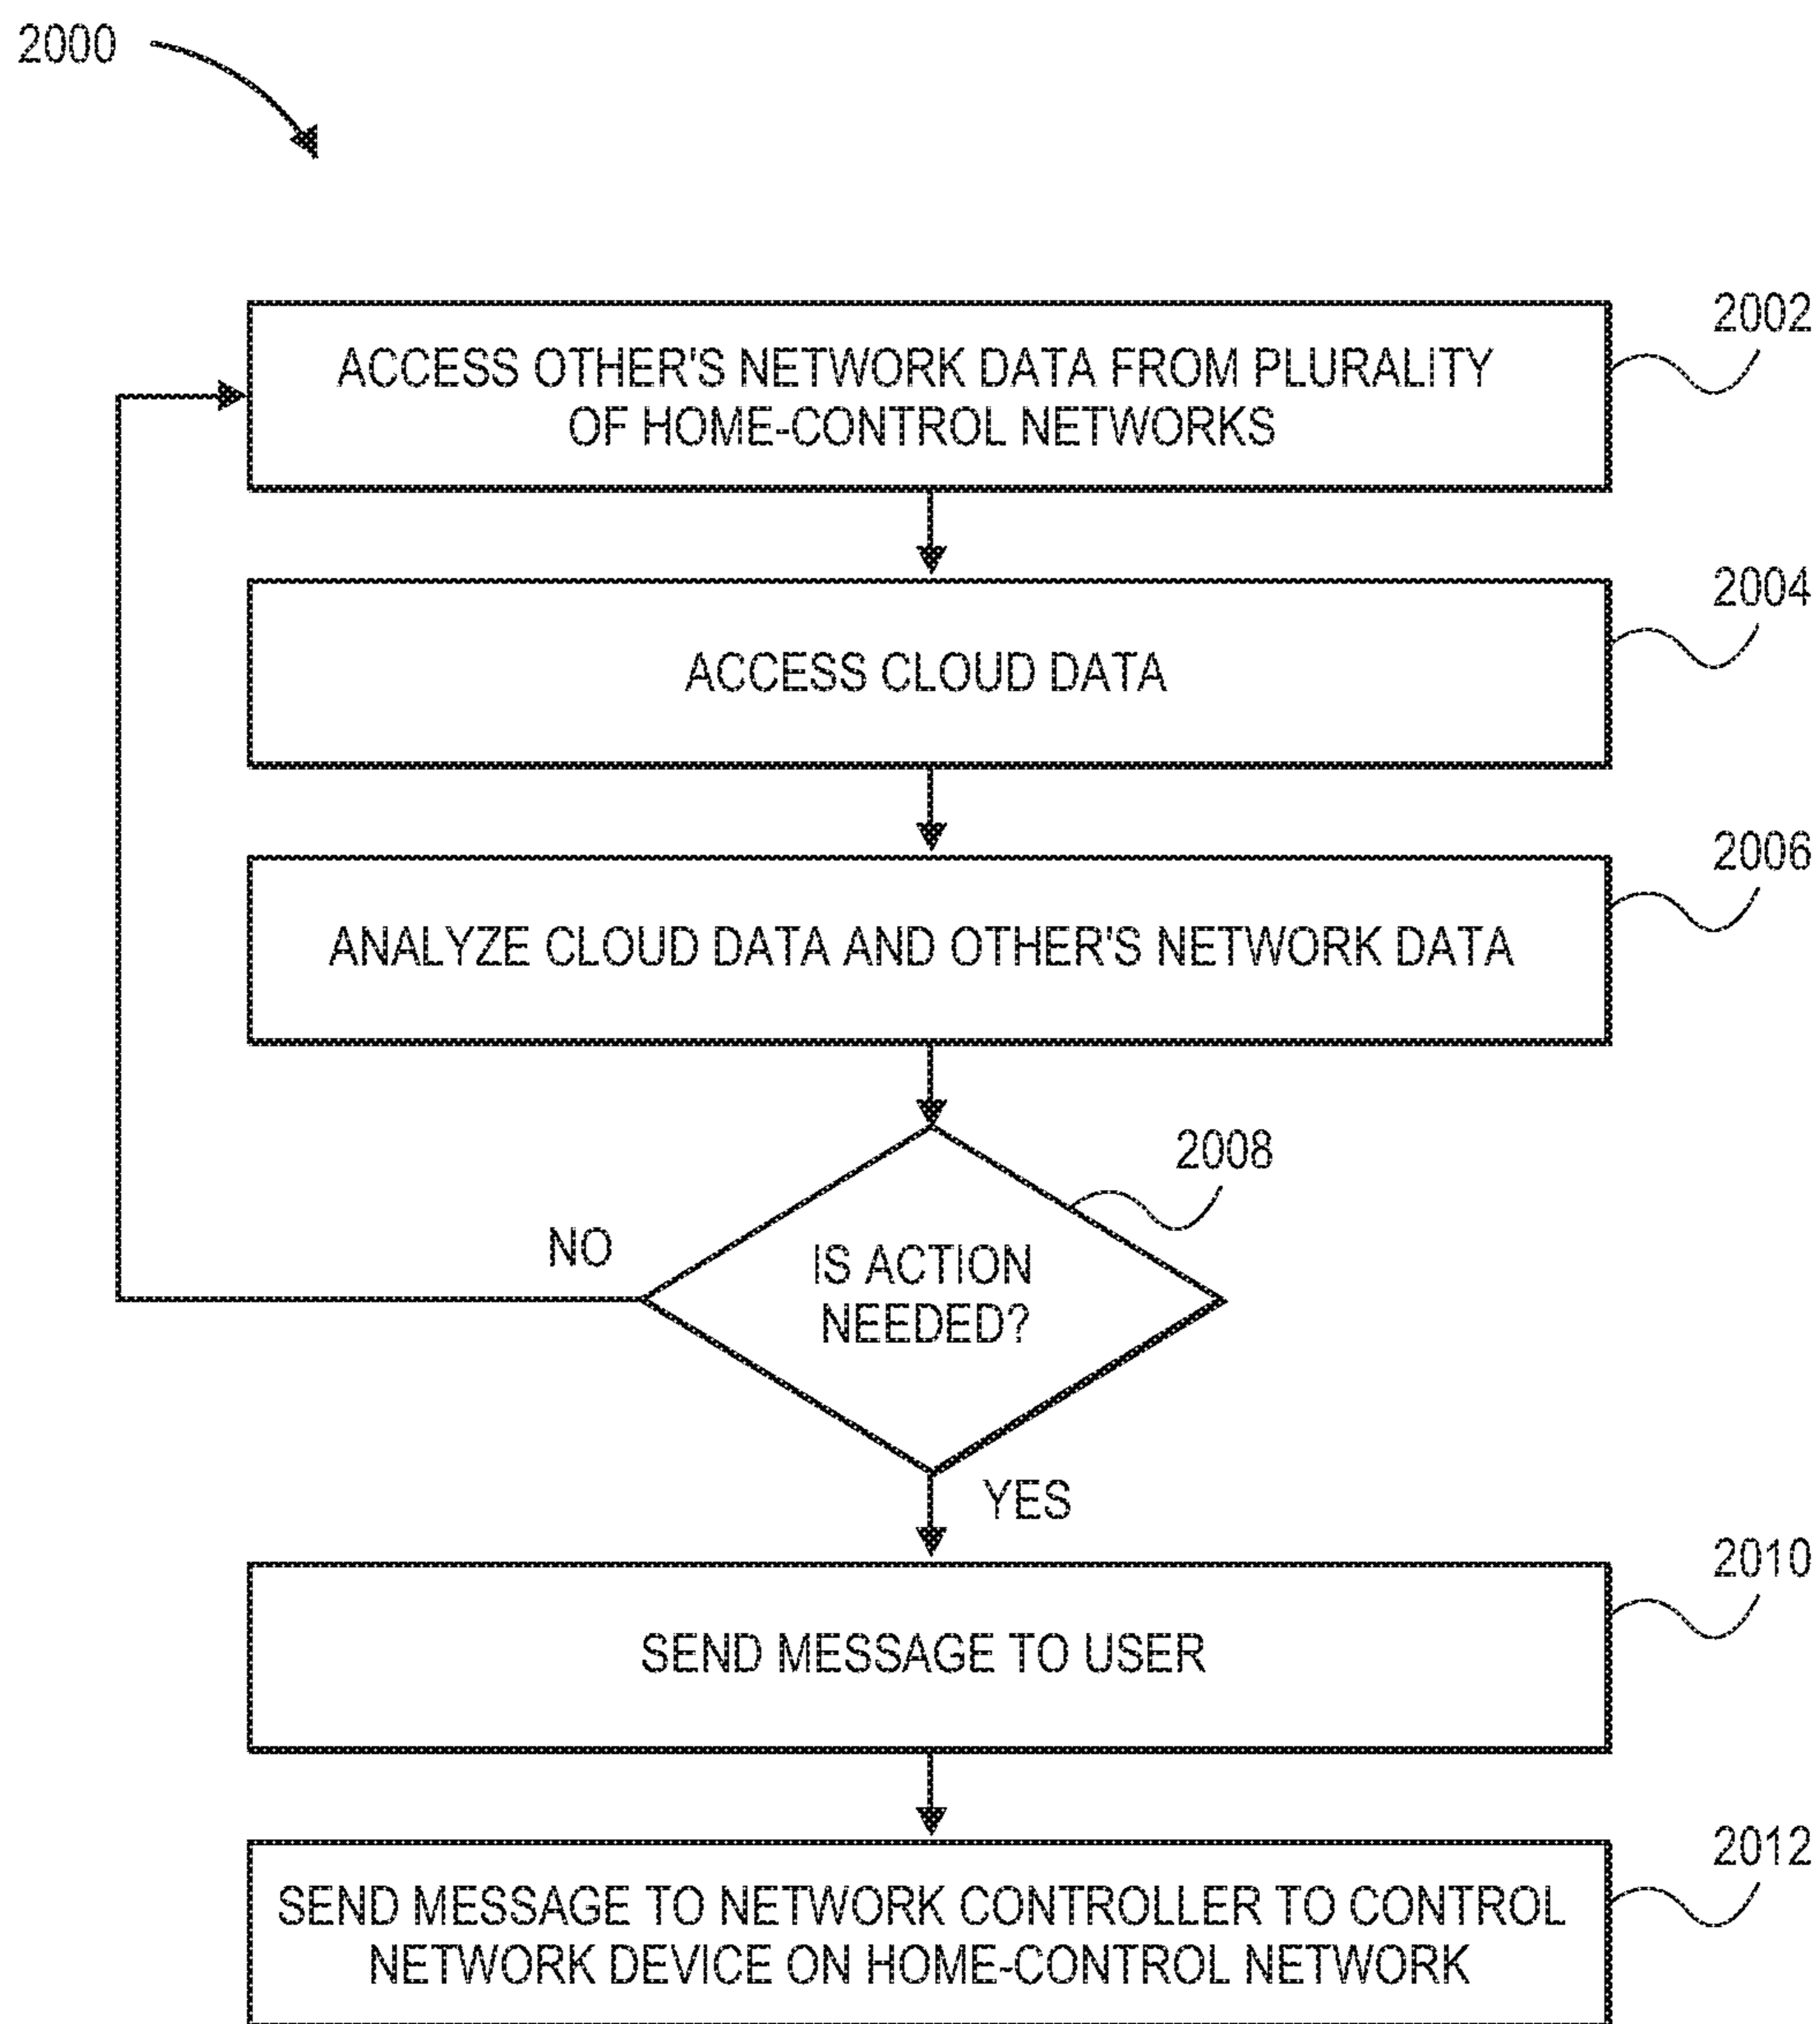 2000
2002
ACCESS OTHER'S NETWORK DATA FROM PLURALITY
OF HOME-CONTROL NETWORKS
2004
ACCESS CLOUD DATA
2006
ANALYZE CLOUD DATA AND OTHER'S NETWORK DATA
2008
NO
IS ACTION
NEEDED?
YES
2010
SEND MESSAGE TO USER
2012
SEND MESSAGE TO NETWORK CONTROLLER TO CONTROL
NETWORK DEVICE ON HOME-CONTROL NETWORK